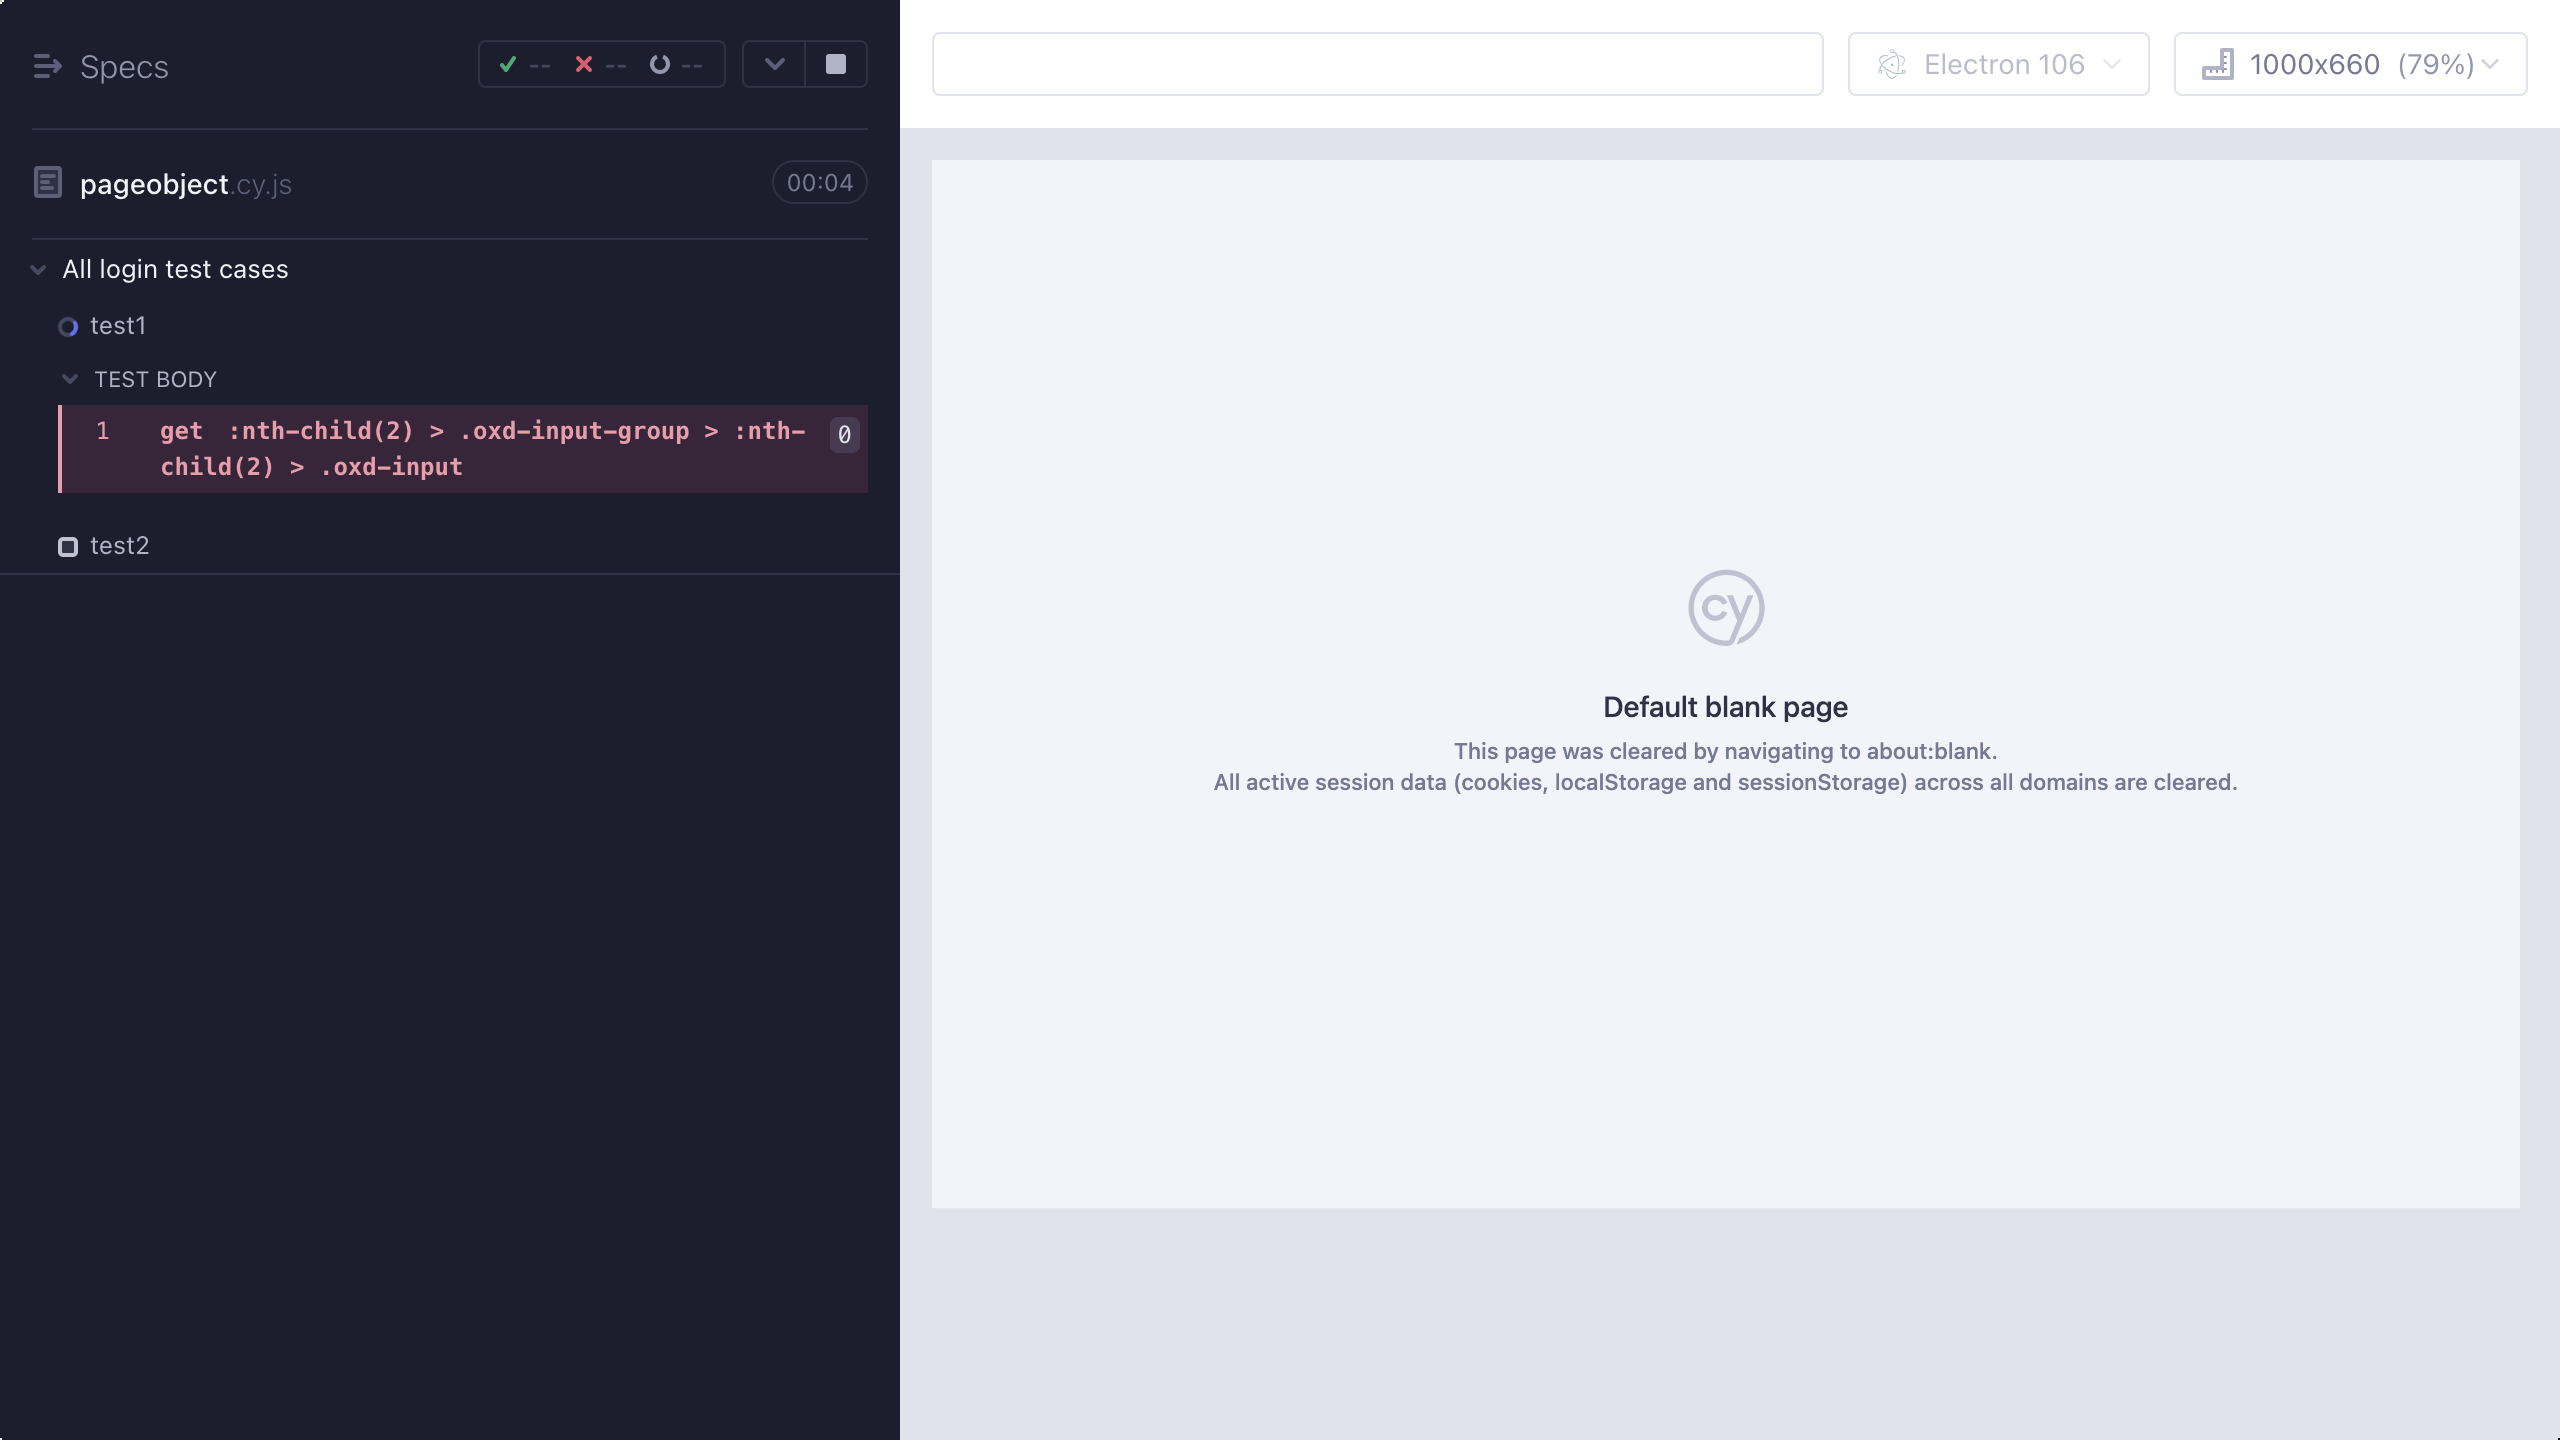 Specs
-- -- --
pageobject.cy.js
00:04
All login test cases
test1
TEST BODY
1 get :nth-child(2) > .oxd-input-group > :nth-
child(2) > .oxd-input
0
test2
Electron 106
1000x660 (79%)
cy
Default blank page
This page was cleared by navigating to about:blank.
All active session data (cookies, localStorage and sessionStorage) across all domains are cleared.